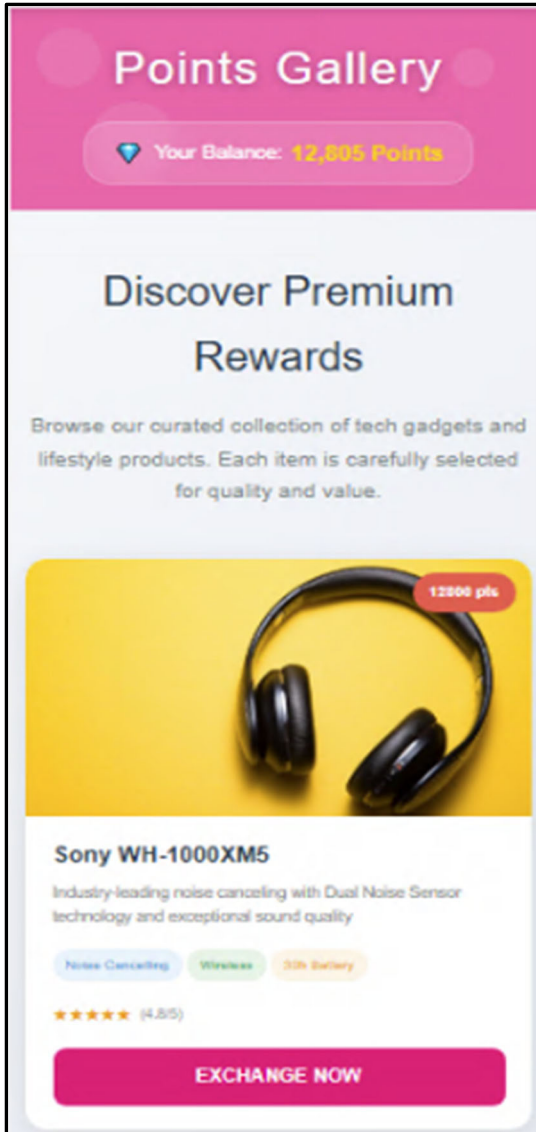 Points Gallery
Your Balance: 12,805 Points
Discover Premium
Rewards
Browse our curated collection of tech gadgets and
lifestyle products. Each item is carefully selected
for quality and value.
12800 pts
Sony WH-1000XM5
Industry-leading noise canceling with Dual Noise Sensor
technology and exceptional sound quality
Noise Cancelling Wireless 30h Battery
(4.8/5)
EXCHANGE NOW